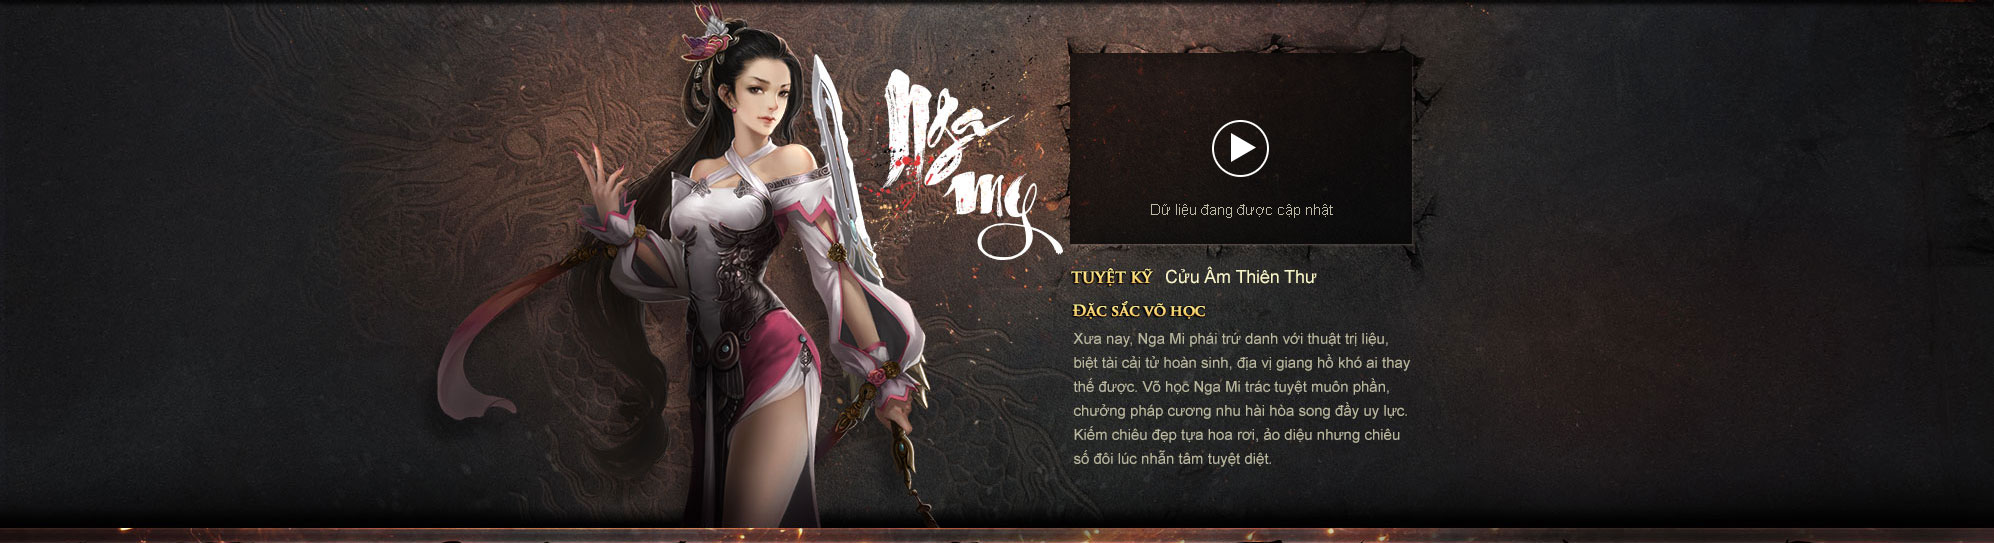 Nga
My
Dữ liệu đang được cập nhật
TUYỆT KỸ Cửu Âm Thiên Thư
ĐẶC SẮC VÕ HỌC
Xưa nay, Nga Mi phái trứ danh với thuật trị liệu,
biệt tài cải tử hoàn sinh, địa vị giang hồ khó ai thay
thế được. Võ học Nga Mi trác tuyệt muôn phần,
chưởng pháp cương nhu hài hòa song đầy uy lực.
Kiếm chiêu đẹp tựa hoa rơi, ảo diệu nhưng chiêu
số đôi lúc nhẫn tâm tuyệt diệt.